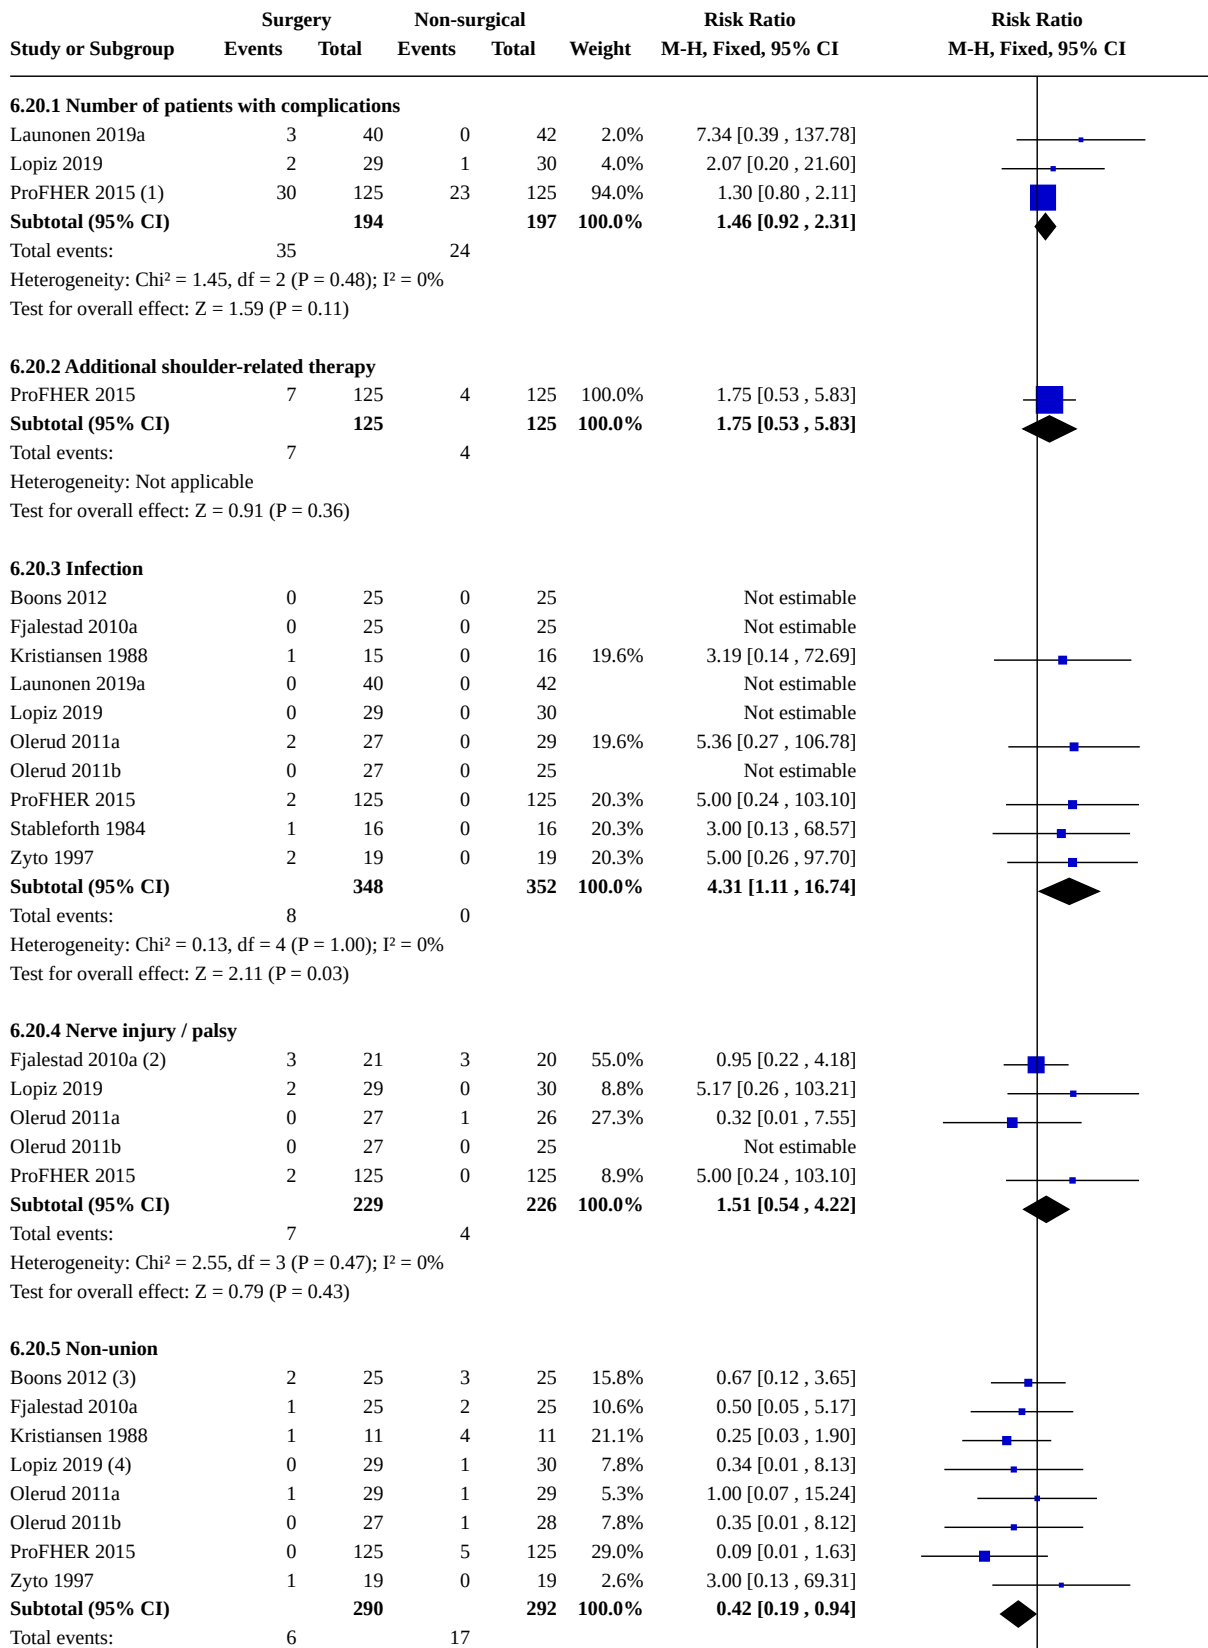 Surgery Non-surgical Risk Ratio Risk Ratio
Study or Subgroup Events Total Events Total Weight M-H, Fixed, 95% CI M-H, Fixed, 95% CI
6.20.1 Number of patients with complications
Launonen 2019a 3 40 0 42 2.0% 7.34 [0.39 , 137.78]
Lopiz 2019 2 29 1 30 4.0% 2.07 [0.20 , 21.60]
ProFHER 2015 (1) 30 125 23 125 94.0% 1.30 [0.80 , 2.11]
Subtotal (95% CI) 194 197 100.0% 1.46 [0.92 , 2.31]
Total events: 35 24
Heterogeneity: Chi² = 1.45, df = 2 (P = 0.48); I² = 0%
Test for overall effect: Z = 1.59 (P = 0.11)
6.20.2 Additional shoulder-related therapy
ProFHER 2015 7 125 4 125 100.0% 1.75 [0.53 , 5.83]
Subtotal (95% CI) 125 125 100.0% 1.75 [0.53 , 5.83]
Total events: 7 4
Heterogeneity: Not applicable
Test for overall effect: Z = 0.91 (P = 0.36)
6.20.3 Infection
Boons 2012 0 25 0 25 Not estimable
Fjalestad 2010a 0 25 0 25 Not estimable
Kristiansen 1988 1 15 0 16 19.6% 3.19 [0.14 , 72.69]
Launonen 2019a 0 40 0 42 Not estimable
Lopiz 2019 0 29 0 30 Not estimable
Olerud 2011a 2 27 0 29 19.6% 5.36 [0.27 , 106.78]
Olerud 2011b 0 27 0 25 Not estimable
ProFHER 2015 2 125 0 125 20.3% 5.00 [0.24 , 103.10]
Stableforth 1984 1 16 0 16 20.3% 3.00 [0.13 , 68.57]
Zyto 1997 2 19 0 19 20.3% 5.00 [0.26 , 97.70]
Subtotal (95% CI) 348 352 100.0% 4.31 [1.11 , 16.74]
Total events: 8 0
Heterogeneity: Chi² = 0.13, df = 4 (P = 1.00); I² = 0%
Test for overall effect: Z = 2.11 (P = 0.03)
6.20.4 Nerve injury / palsy
Fjalestad 2010a (2) 3 21 3 20 55.0% 0.95 [0.22 , 4.18]
Lopiz 2019 2 29 0 30 8.8% 5.17 [0.26 , 103.21]
Olerud 2011a 0 27 1 26 27.3% 0.32 [0.01 , 7.55]
Olerud 2011b 0 27 0 25 Not estimable
ProFHER 2015 2 125 0 125 8.9% 5.00 [0.24 , 103.10]
Subtotal (95% CI) 229 226 100.0% 1.51 [0.54 , 4.22]
Total events: 7 4
Heterogeneity: Chi² = 2.55, df = 3 (P = 0.47); I² = 0%
Test for overall effect: Z = 0.79 (P = 0.43)
6.20.5 Non-union
Boons 2012 (3) 2 25 3 25 15.8% 0.67 [0.12 , 3.65]
Fjalestad 2010a 1 25 2 25 10.6% 0.50 [0.05 , 5.17]
Kristiansen 1988 1 11 4 11 21.1% 0.25 [0.03 , 1.90]
Lopiz 2019 (4) 0 29 1 30 7.8% 0.34 [0.01 , 8.13]
Olerud 2011a 1 29 1 29 5.3% 1.00 [0.07 , 15.24]
Olerud 2011b 0 27 1 28 7.8% 0.35 [0.01 , 8.12]
ProFHER 2015 0 125 5 125 29.0% 0.09 [0.01 , 1.63]
Zyto 1997 1 19 0 19 2.6% 3.00 [0.13 , 69.31]
Subtotal (95% CI) 290 292 100.0% 0.42 [0.19 , 0.94]
Total events: 6 17